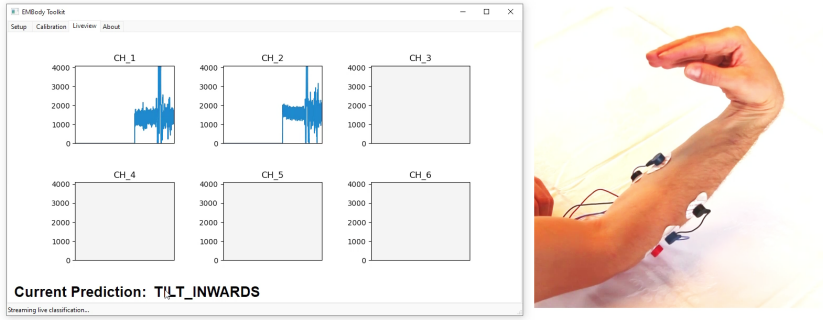 EMBody Toolkit
Setup Calibration Liveview About
CH_1 CH_2 CH_3
4000 4000 4000
3000 3000 3000
2000 2000 2000
1000 1000 1000
0 0 0
CH_4 CH_5 CH_6
4000 4000 4000
3000 3000 3000
2000 2000 2000
1000 1000 1000
0 0 0
Current Prediction: TILT_INWARDS
Streaming live classification...